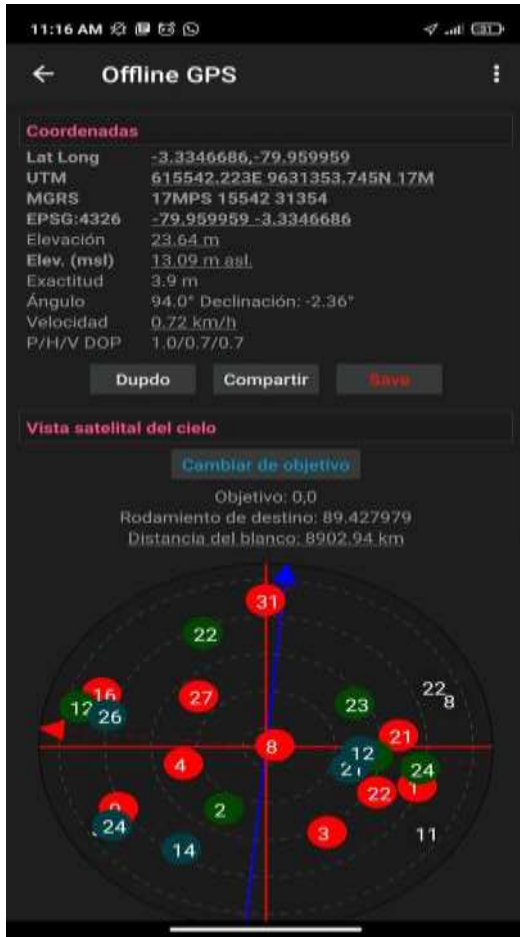 11:16 AM
Offline GPS
Coordenadas
Lat Long -3.3346686,-79.959959
UTM 615542.223E 9631353.745N 17M
MGRS 17MPS 15542 31354
EPSG:4326 -79.959959 -3.3346686
Elevación 23.64 m
Elev. (msl) 13.09 m asl.
Exactitud 3.9 m
Ángulo 94.0° Declinación: -2.36°
Velocidad 0.72 km/h
P/H/V DOP 1.0/0.7/0.7
Dupdo Compartir Save
Vista satelital del cielo
Cambiar de objetivo
Objetivo: 0,0
Rodamiento de destino: 89.427979
Distancia del blanco: 8902.94 km
31
22
16 27 22
12 26 23 8
8 12 21
4 24
2 22 1
24 3 11
14